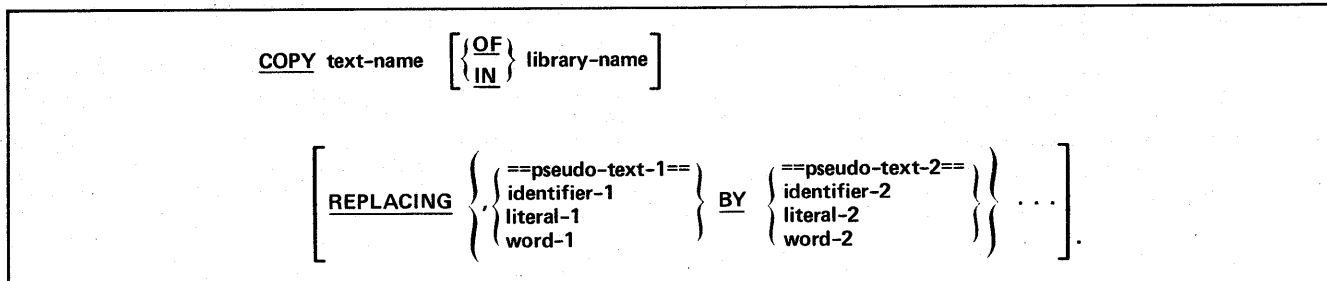 COPY text-name [{OF
IN} library-name]
[REPLACING {,{==pseudo-text-1==
identifier-1
literal-1
word-1} BY {==pseudo-text-2==
identifier-2
literal-2
word-2}} ...].